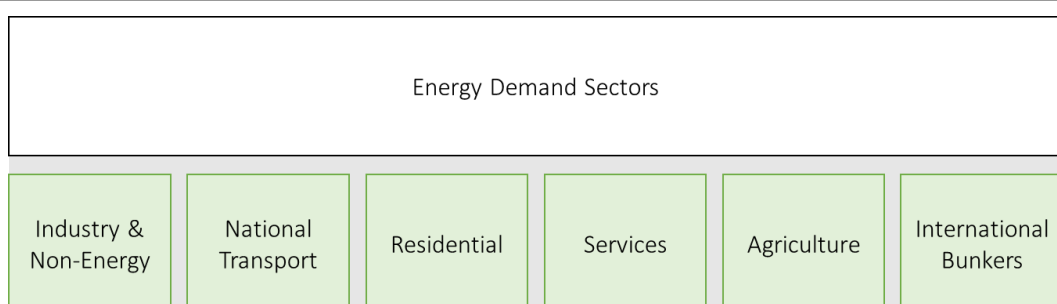 Energy Demand Sectors
Industry &
Non-Energy
National
Transport
Residential
Services
Agriculture
International
Bunkers